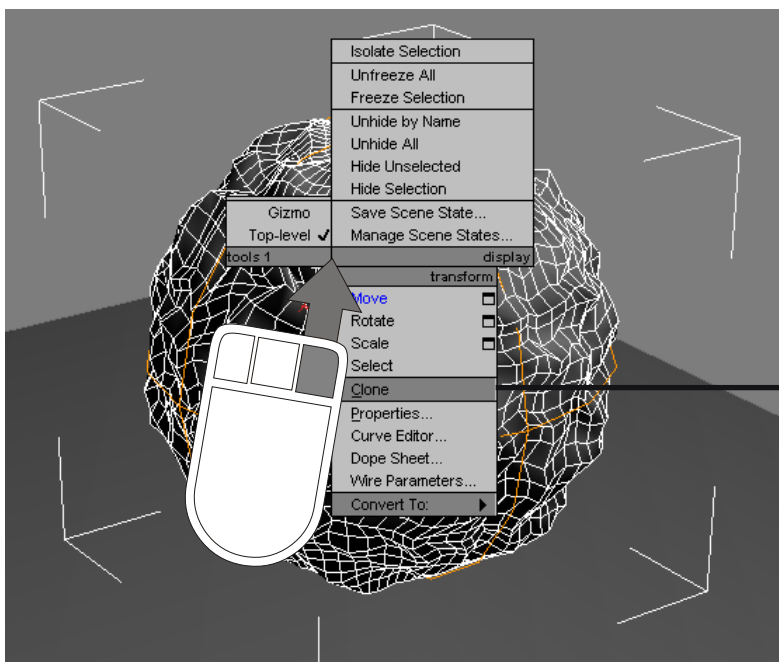 Isolate Selection
Unfreeze All
Freeze Selection
Unhide by Name
Unhide All
Hide Unselected
Hide Selection
Gizmo
Save Scene State...
Top-level ✓
Manage Scene States...
tools 1
display
transform
Move
Rotate
Scale
Select
Clone
Properties...
Curve Editor...
Dope Sheet...
Wire Parameters...
Convert To: